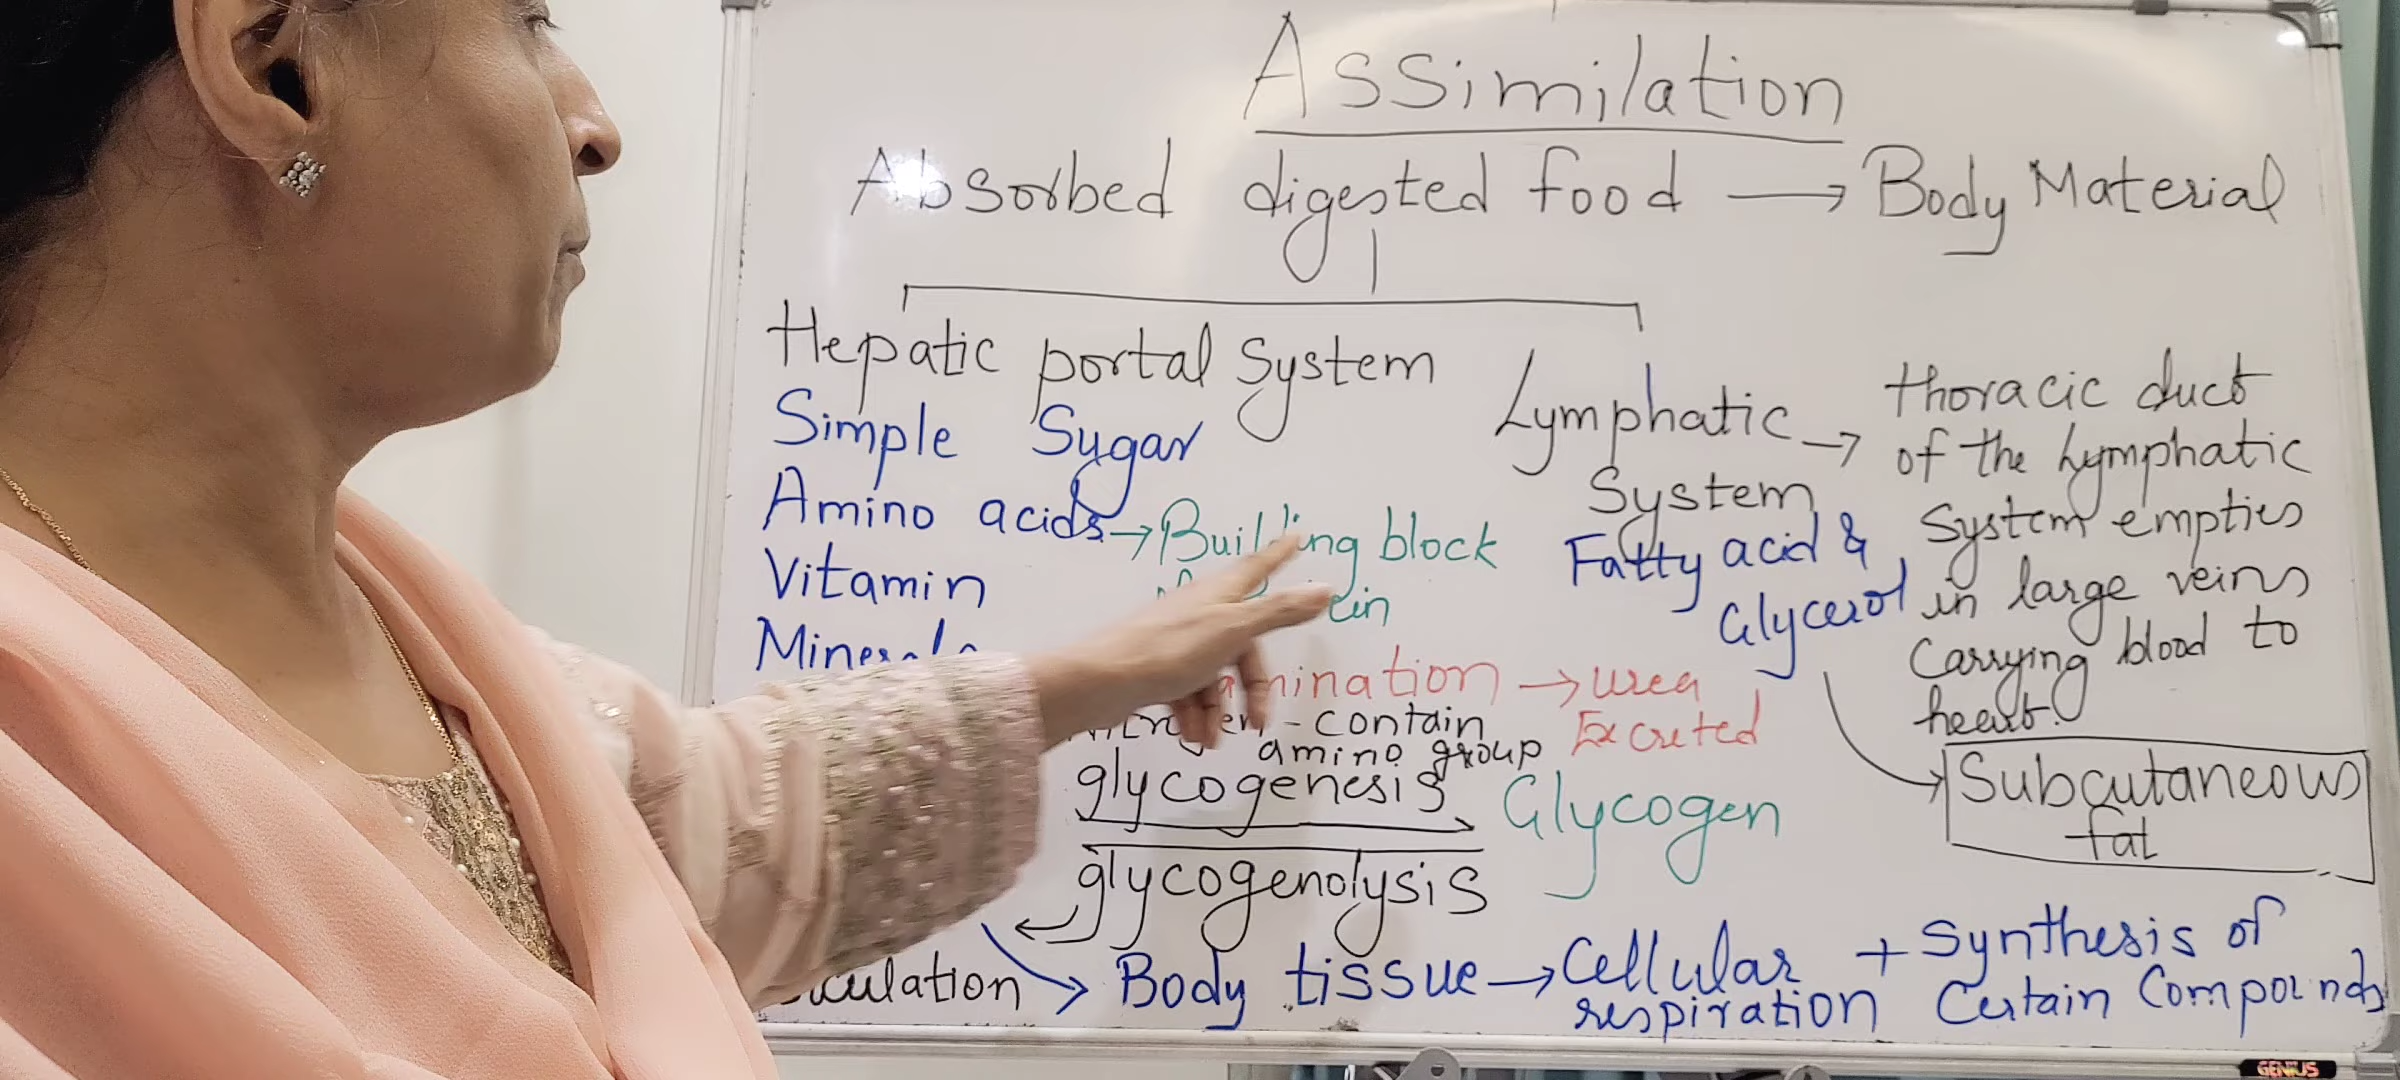 Assimilation
Absorbed digested food → Body Material
Hepatic portal System
Simple Sugar
Amino acids → Building block
Vitamin
Lymphatic →
System
Fatty acid &
Glycerol
thoracic duct
of the lymphatic
System empties
in large veins
Carrying blood to
heart.
→ urea
Excreted
- contain
amino group
glycogenesis
Glycogen
glycogenolysis
Subcutaneous
fat
Body tissue → Cellular
respiration
+ Synthesis of
Certain Compounds
GENIUS